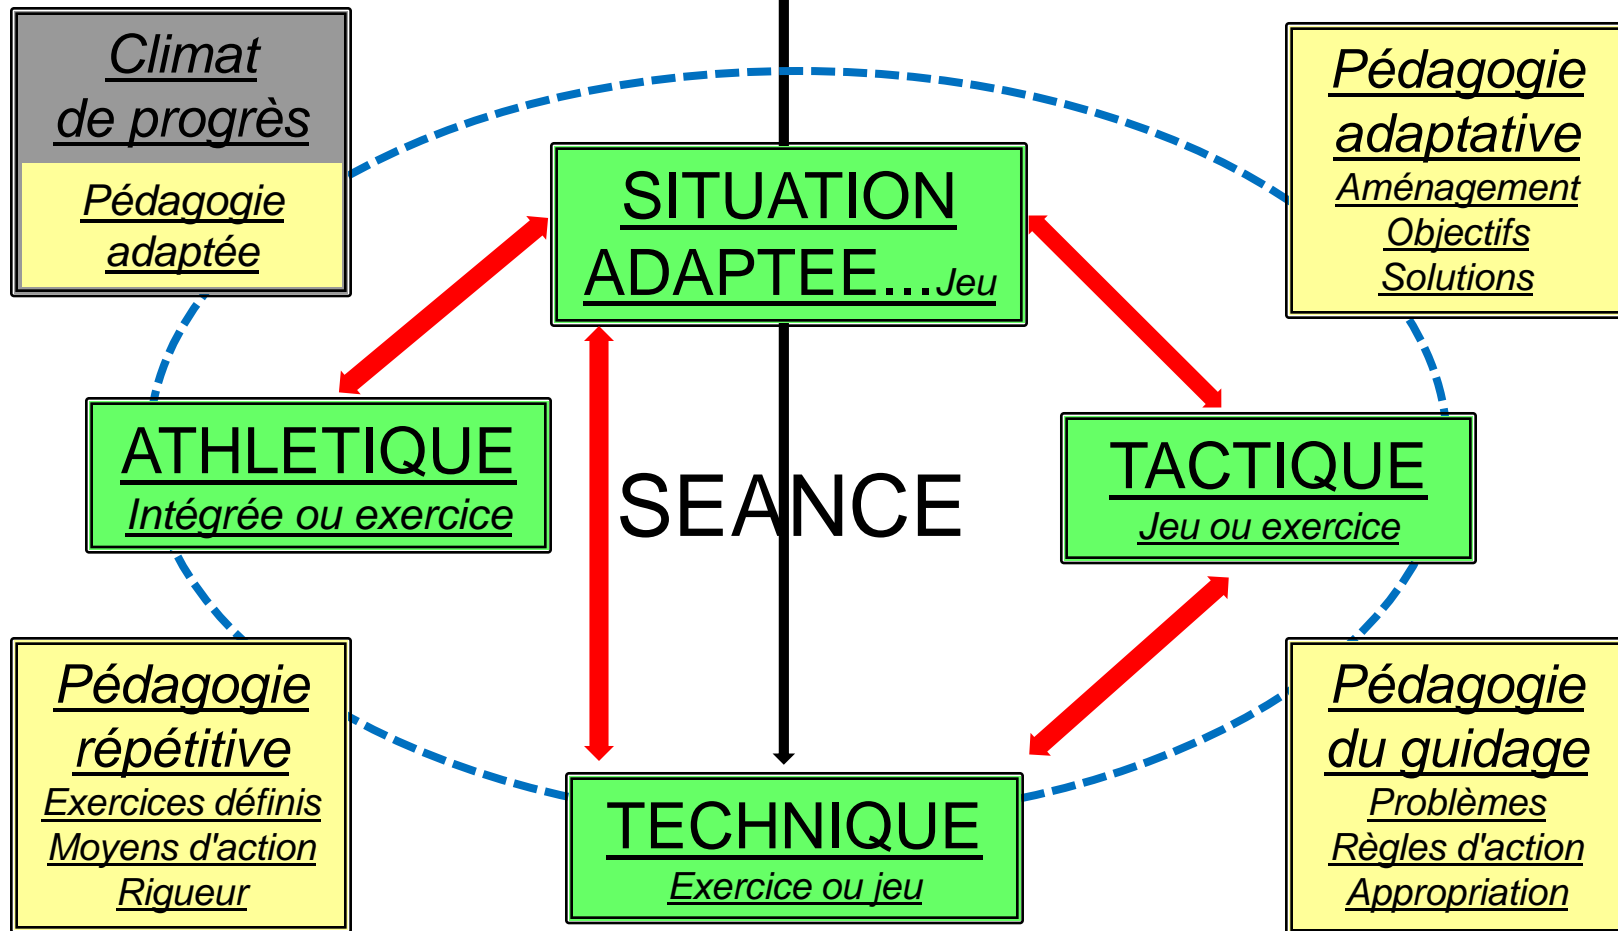 Climat
de progrès
Pédagogie
adaptée
SITUATION
ADAPTEE...Jeu
Pédagogie
adaptative
Aménagement
Objectifs
Solutions
ATHLETIQUE
Intégrée ou exercice
SEANCE
TACTIQUE
Jeu ou exercice
Pédagogie
répétitive
Exercices définis
Moyens d'action
Rigueur
TECHNIQUE
Exercice ou jeu
Pédagogie
du guidage
Problèmes
Règles d'action
Appropriation